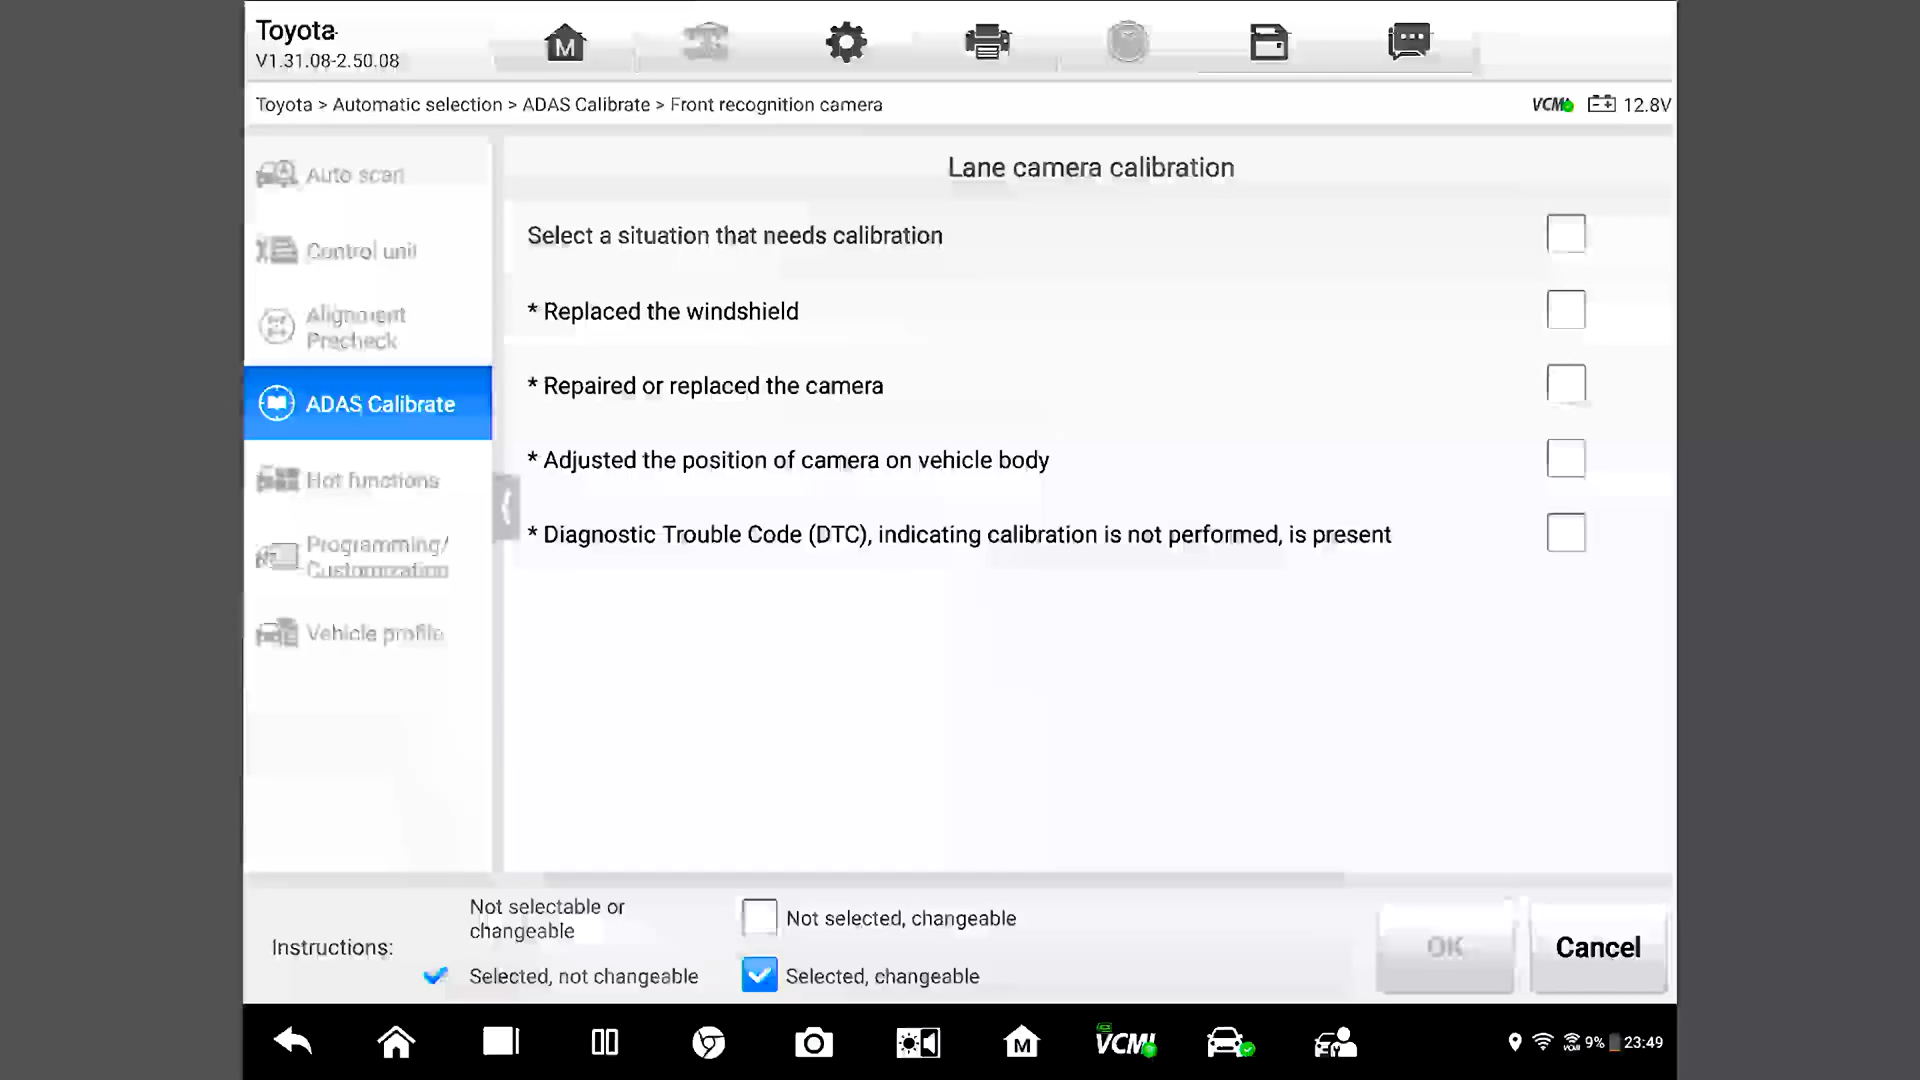 Toyota
V1.31.08-2.50.08
M
Toyota > Automatic selection > ADAS Calibrate > Front recognition camera
VCMI
12.8V
Auto scan
Control unit
Alignment
Precheck
ADAS Calibrate
Hot functions
Programming/
Customization
Vehicle profile
Lane camera calibration
Select a situation that needs calibration
* Replaced the windshield
* Repaired or replaced the camera
* Adjusted the position of camera on vehicle body
* Diagnostic Trouble Code (DTC), indicating calibration is not performed, is present
Instructions:
Not selectable or
changeable
Not selected, changeable
Selected, not changeable
Selected, changeable
OK
Cancel
M
VCMI
VCMI
9%
23:49